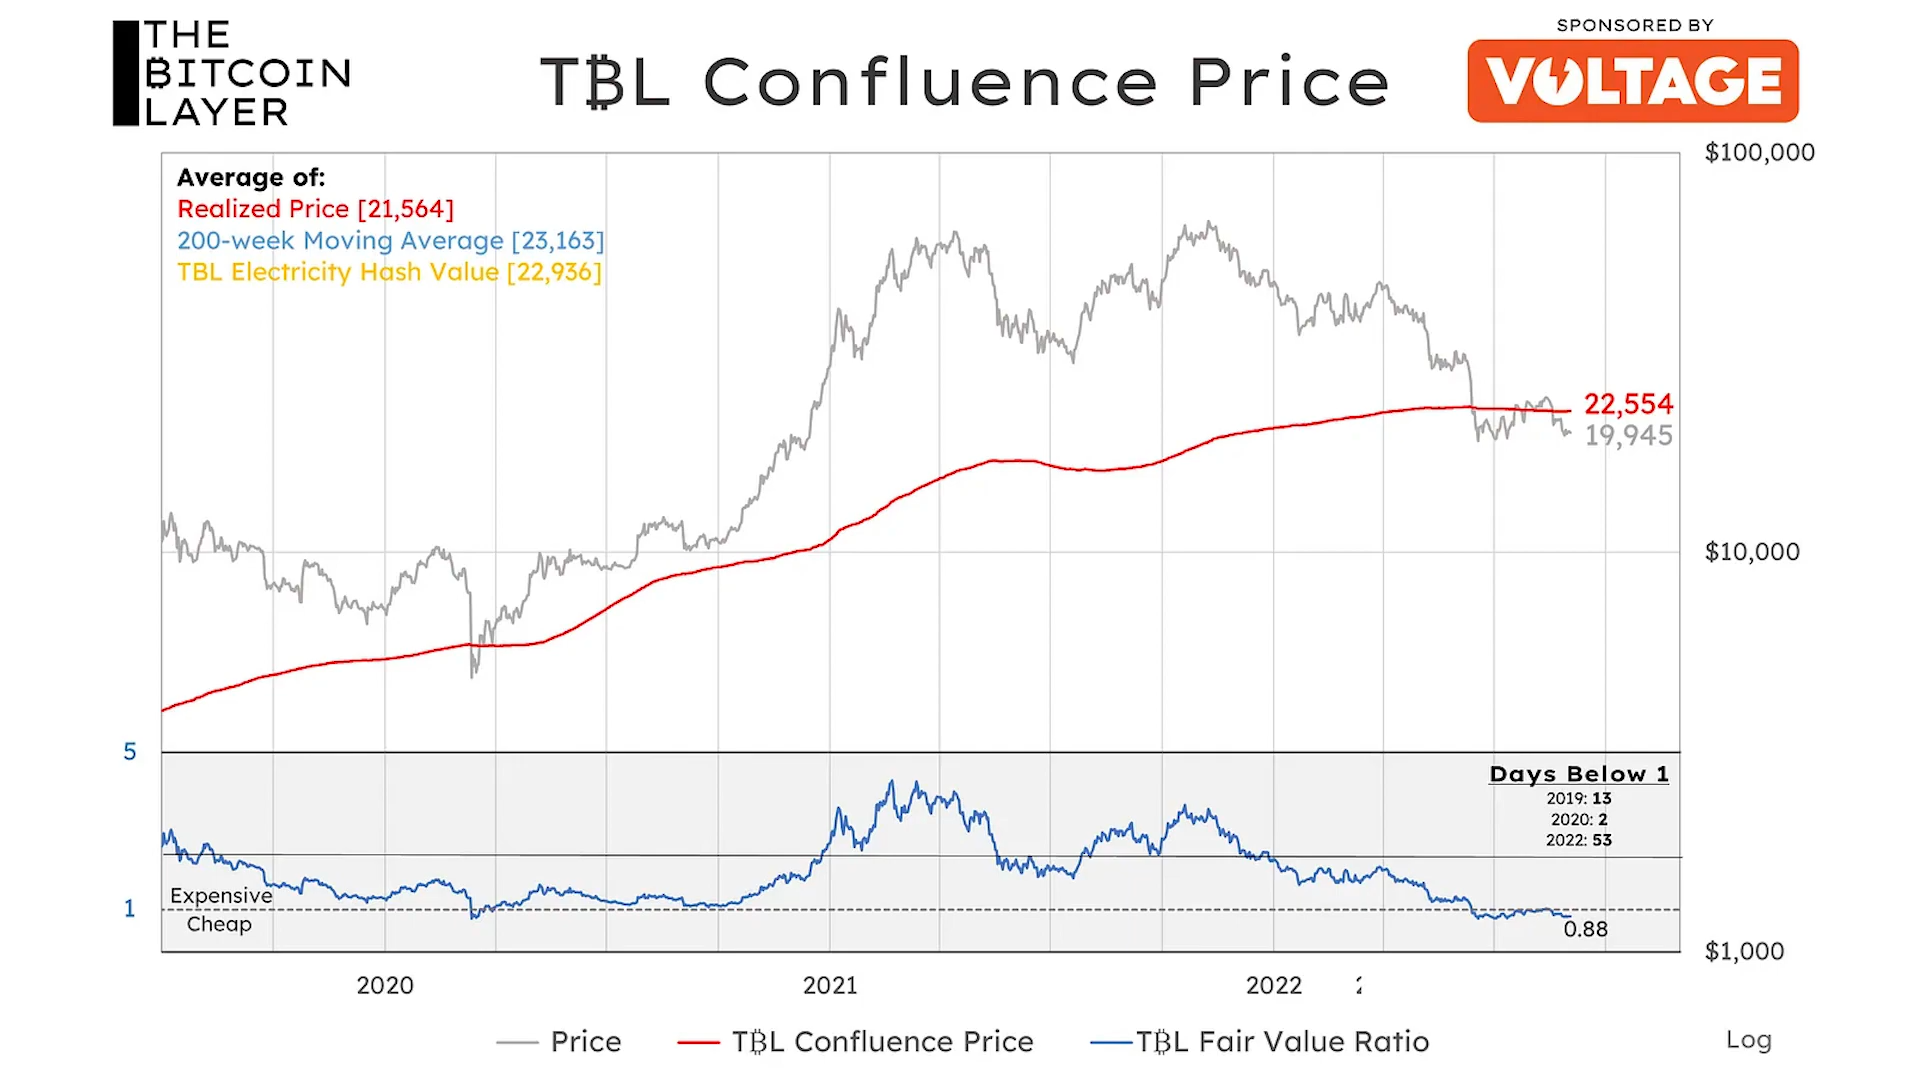 THE
BITCOIN
LAYER
T₿L Confluence Price
SPONSORED BY
VOLTAGE
Average of:
Realized Price [21,564]
200-week Moving Average [23,163]
TBL Electricity Hash Value [22,936]
$100,000
22,554
19,945
$10,000
5
Days Below 1
2019: 13
2020: 2
2022: 53
Expensive
1
Cheap
0.88
$1,000
2020
2021
2022
Price
T₿L Confluence Price
T₿L Fair Value Ratio
Log